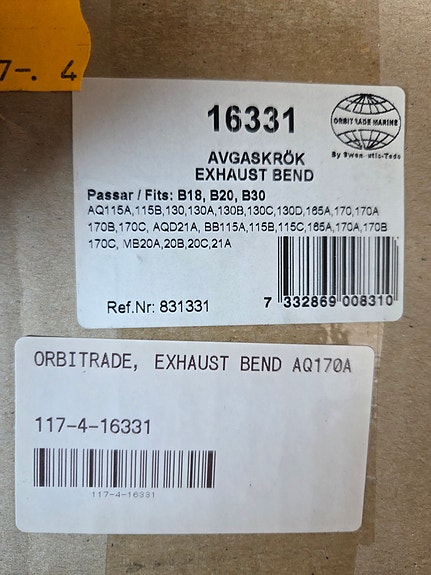 7-. 4
16331
ORBITRADE MARINE
AVGASKRÖK
EXHAUST BEND
Passar / Fits: B18, B20, B30
AQ115A,115B,130,130A,130B,130C,130D,165A,170,170A
170B,170C, AQD21A, BB115A,115B,115C,165A,170A,170B
170C, MB20A,20B,20C,21A
Ref.Nr: 831331
7 332869 008310
ORBITRADE, EXHAUST BEND AQ170A
117-4-16331
117-4-16331